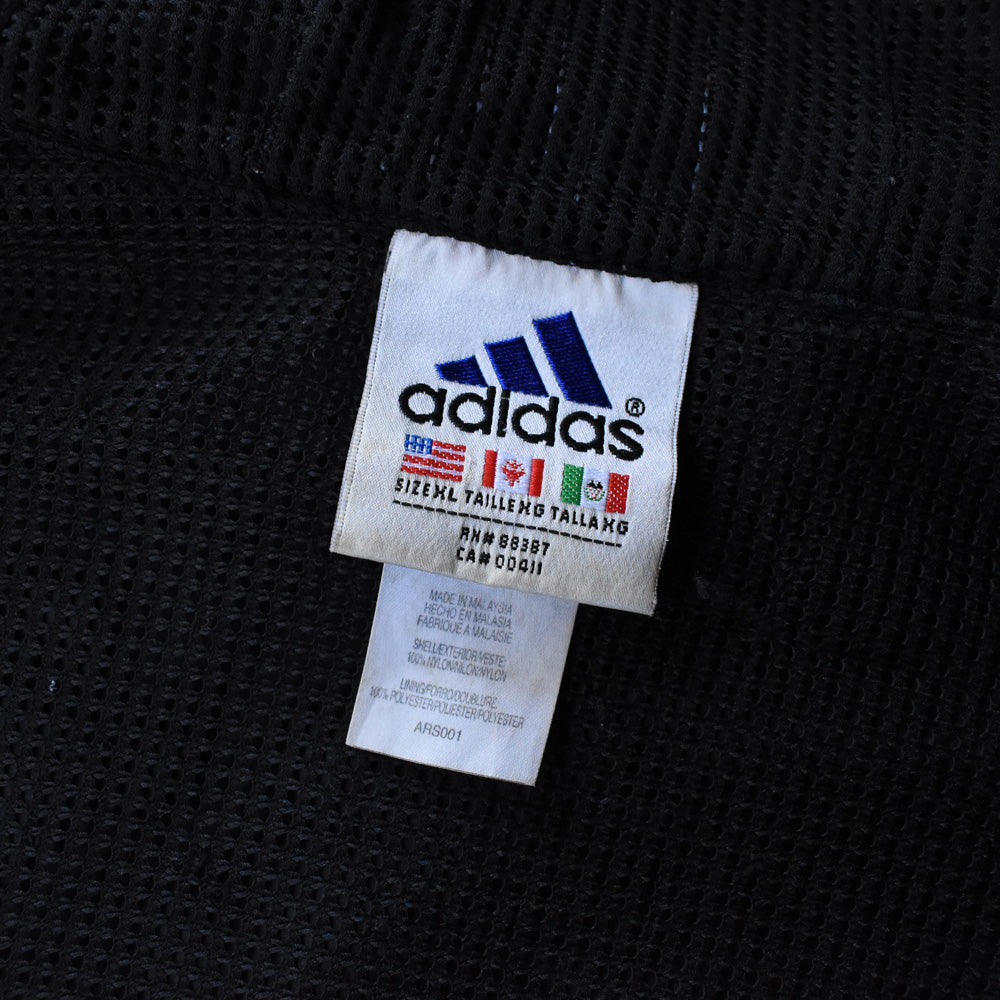 adidas®
SIZE XL TAILLE XG TALLA XG
RN# 88387
CA# 00411
MADE IN MALAYSIA
HECHO EN MALASIA
FABRIQUE A MALAISIE
SHELL/EXTERIOR/VESTE:
100% NYLON/NILON/NYLON
LINING/FORRO/DOUBLURE:
100% POLYESTER/POLIESTER/POLYESTER
ARS001